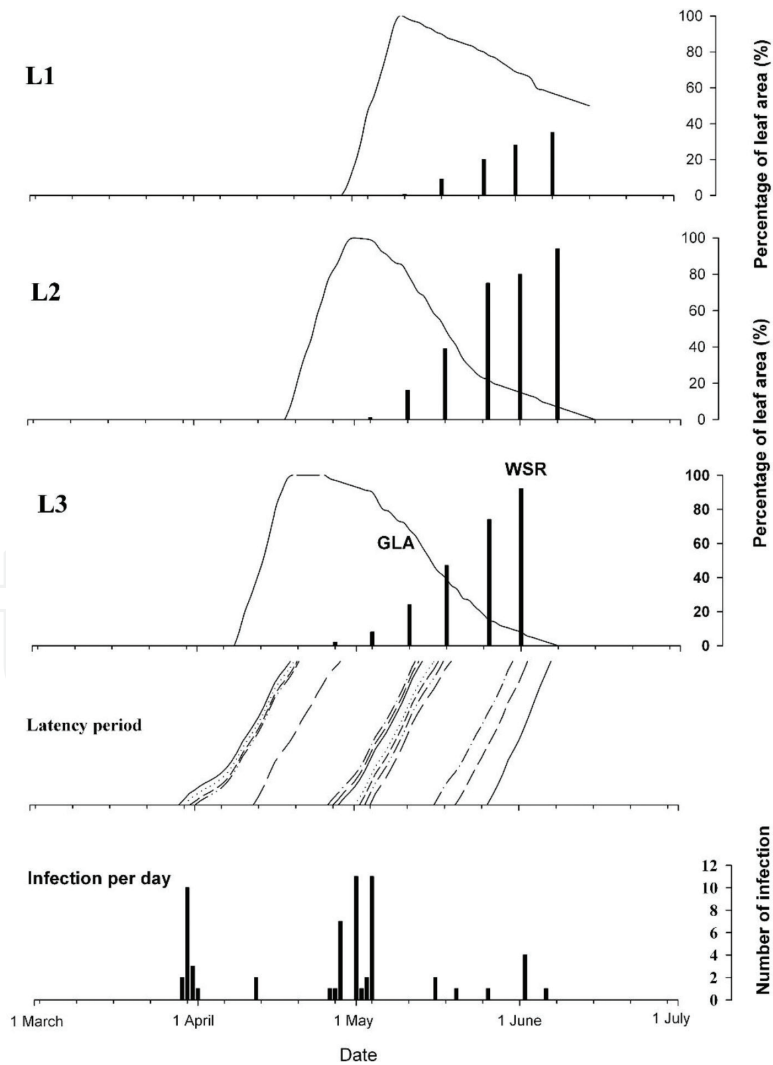 L1
100
80
60
40
20
0
Percentage of leaf area (%)
L2
100
80
60
40
20
0
Percentage of leaf area (%)
L3
GLA
WSR
100
80
60
40
20
0
Percentage of leaf area (%)
Latency period
Infection per day
12
10
8
6
4
2
0
Number of infection
1 March
1 April
1 May
1 June
1 July
Date